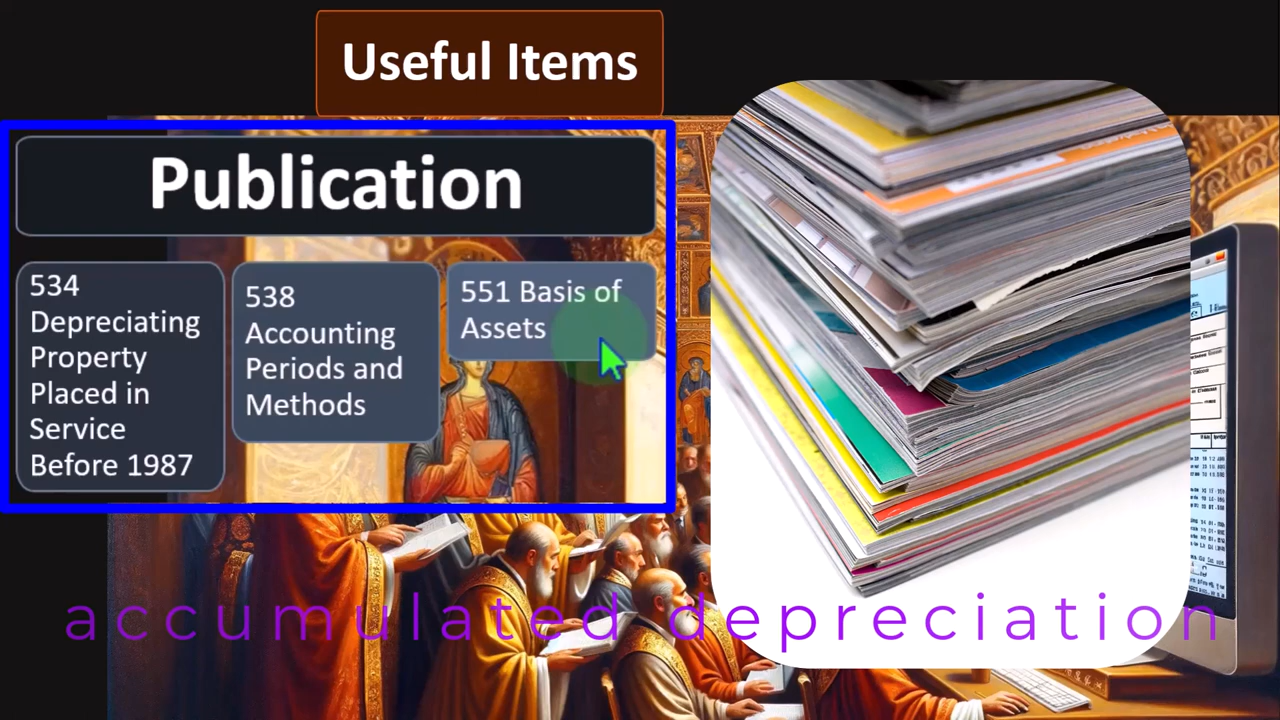 Useful Items
Publication
534
Depreciating
Property
Placed in
Service
Before 1987
538
Accounting
Periods and
Methods
551 Basis of
Assets
accumulated depreciation